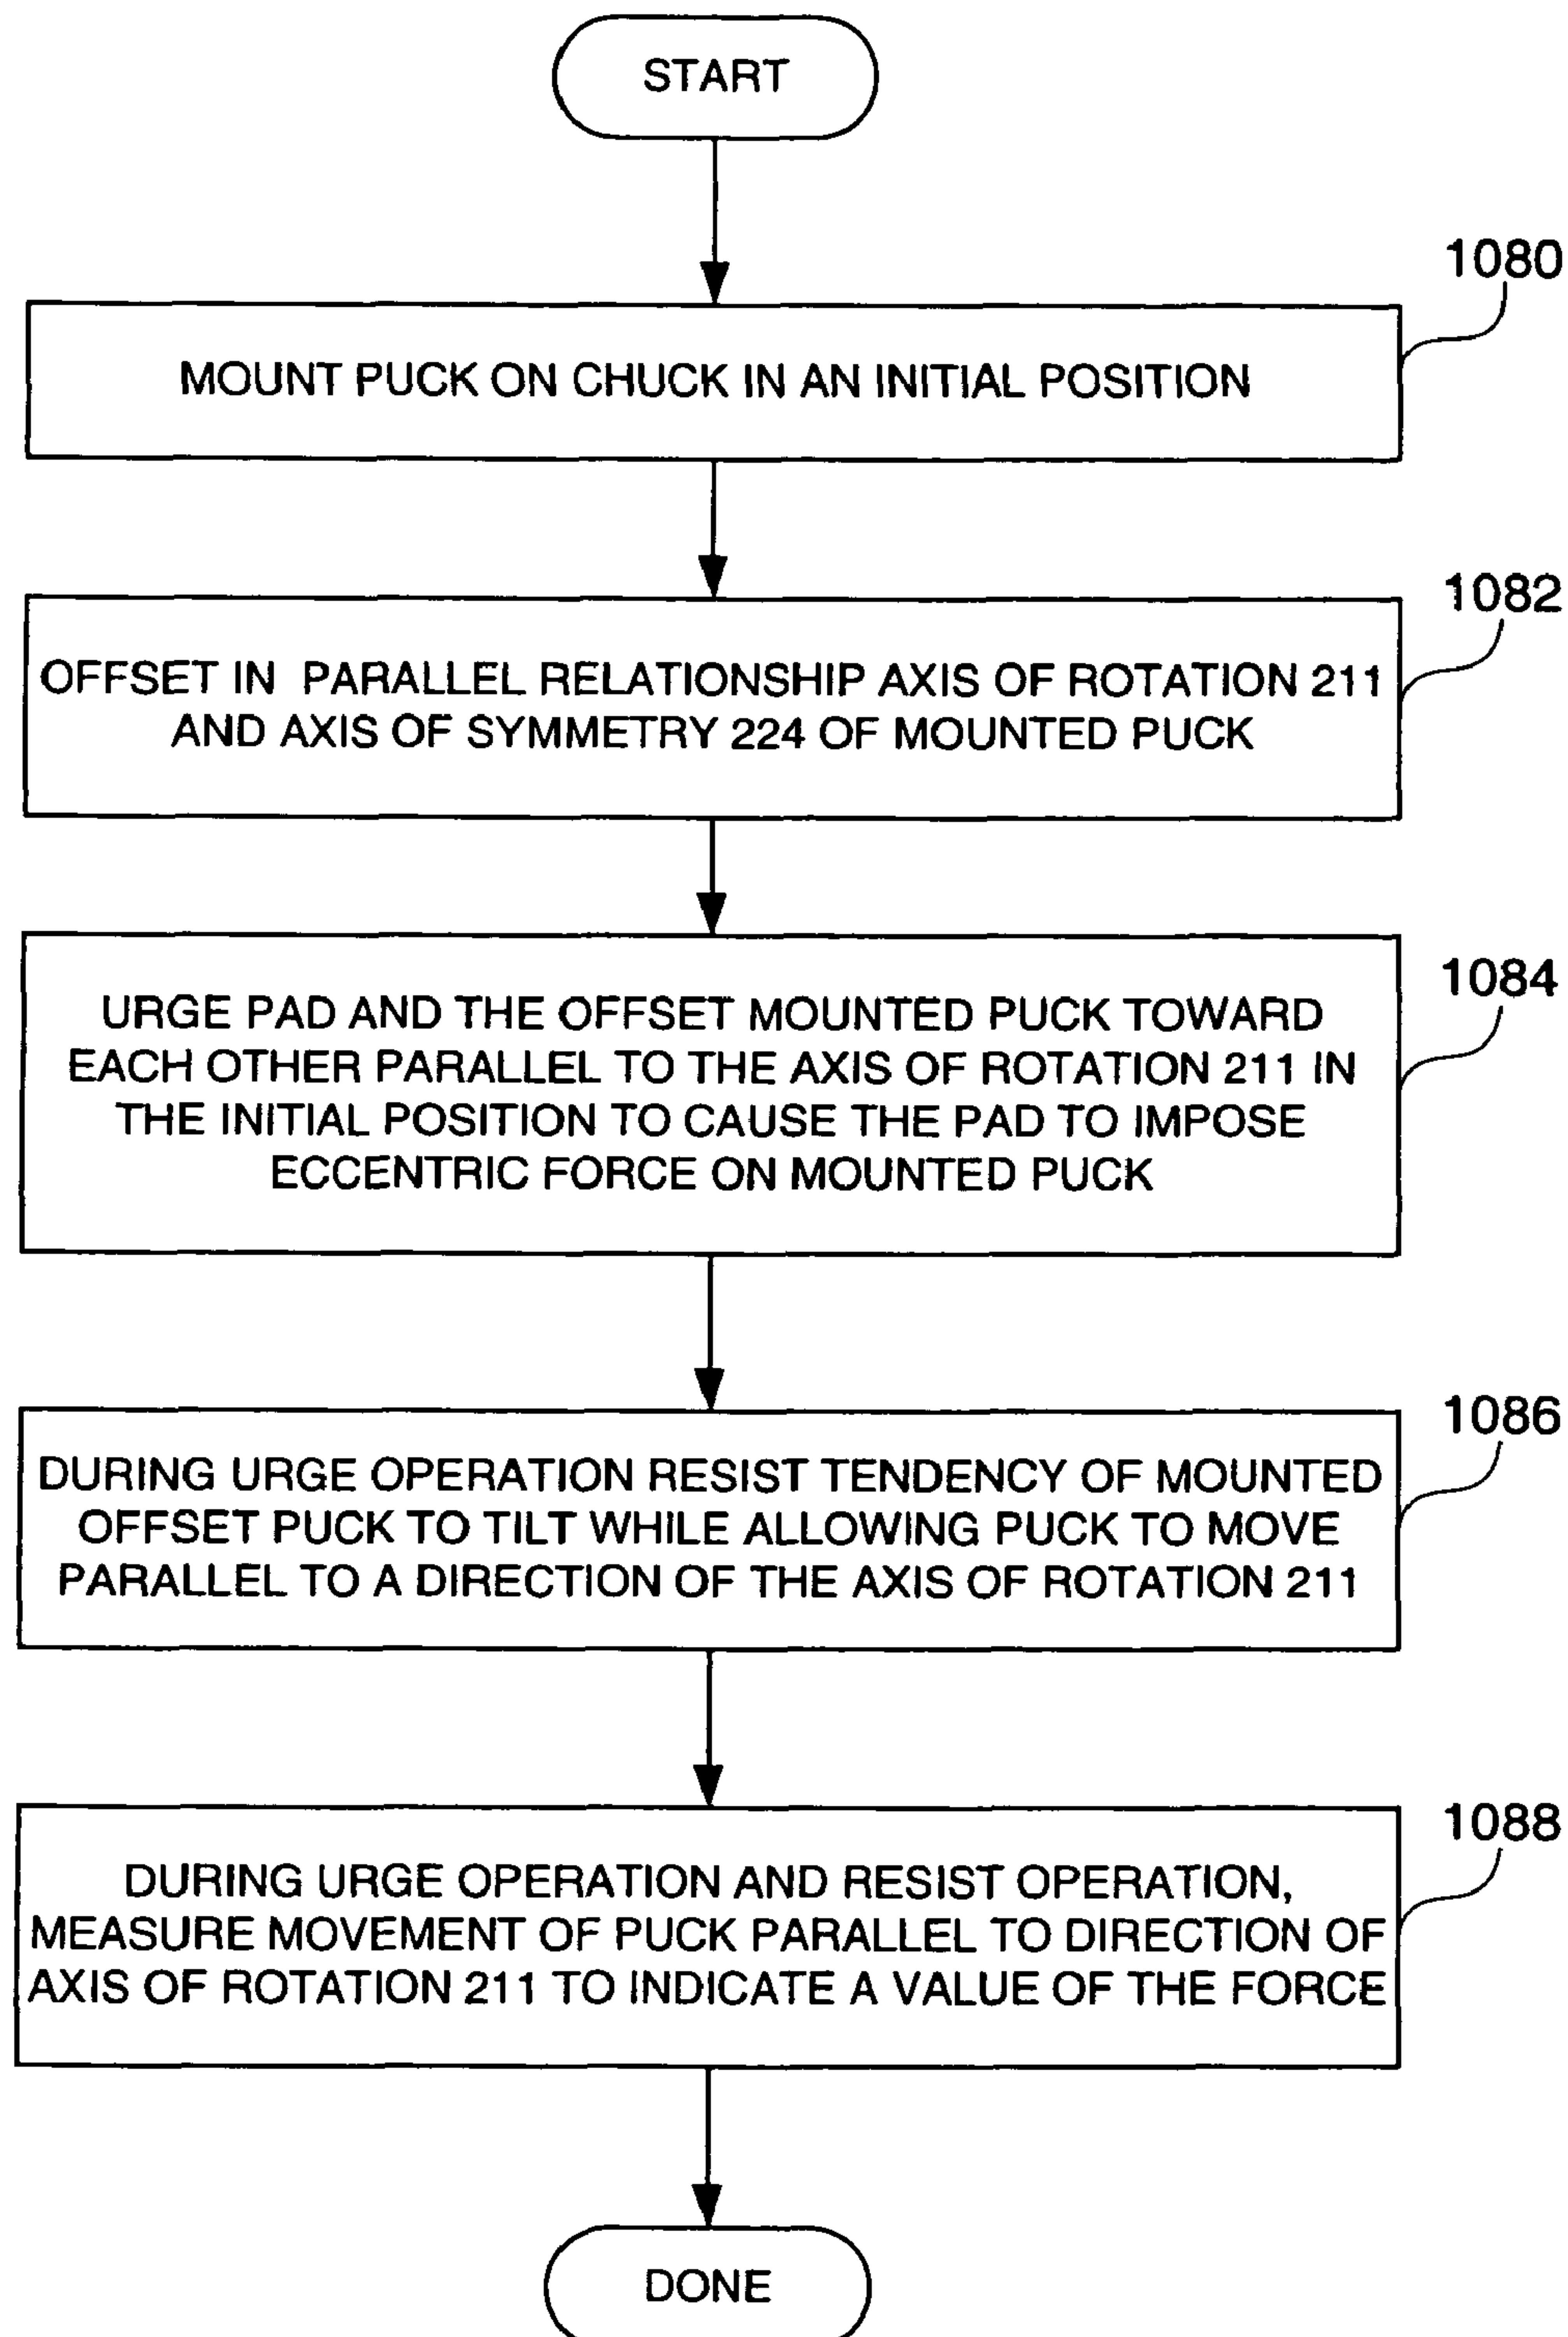 START
1080
MOUNT PUCK ON CHUCK IN AN INITIAL POSITION
1082
OFFSET IN PARALLEL RELATIONSHIP AXIS OF ROTATION 211
AND AXIS OF SYMMETRY 224 OF MOUNTED PUCK
1084
URGE PAD AND THE OFFSET MOUNTED PUCK TOWARD
EACH OTHER PARALLEL TO THE AXIS OF ROTATION 211 IN
THE INITIAL POSITION TO CAUSE THE PAD TO IMPOSE
ECCENTRIC FORCE ON MOUNTED PUCK
1086
DURING URGE OPERATION RESIST TENDENCY OF MOUNTED
OFFSET PUCK TO TILT WHILE ALLOWING PUCK TO MOVE
PARALLEL TO A DIRECTION OF THE AXIS OF ROTATION 211
1088
DURING URGE OPERATION AND RESIST OPERATION,
MEASURE MOVEMENT OF PUCK PARALLEL TO DIRECTION OF
AXIS OF ROTATION 211 TO INDICATE A VALUE OF THE FORCE
DONE